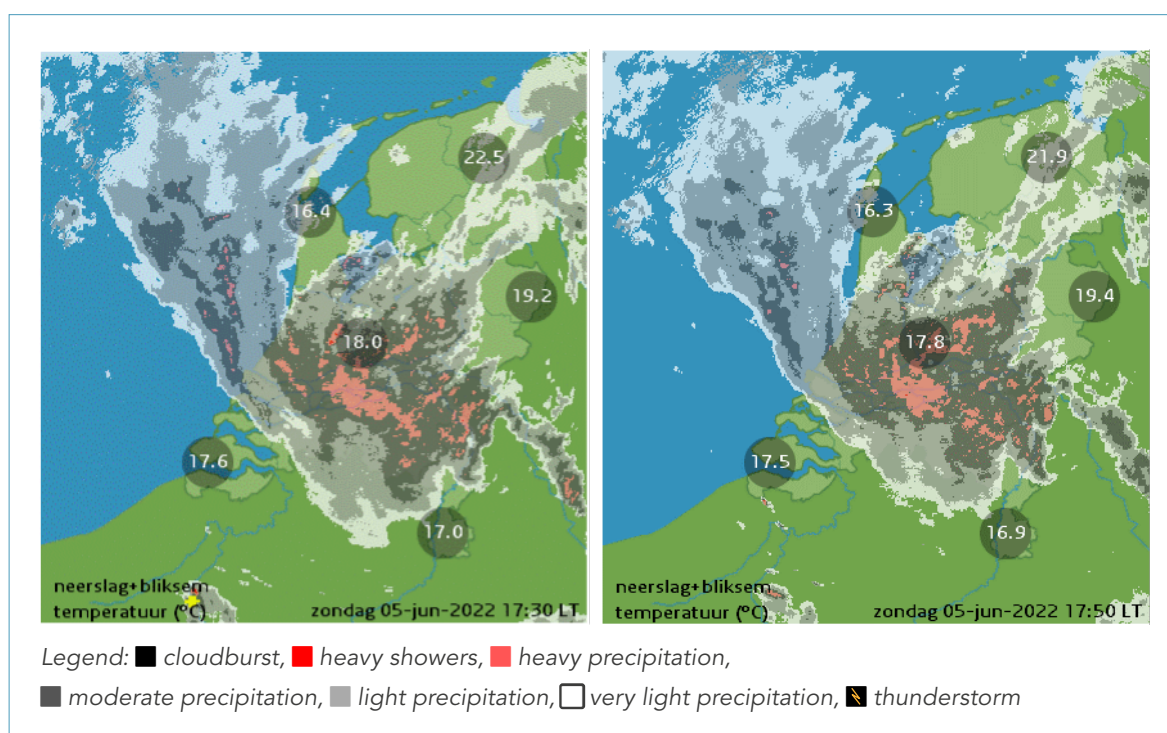 22.5
16.4
19.2
18.0
17.6
17.0
neerslag+bliksem
temperatuur (°C)
zondag 05-jun-2022 17:30 LT
21.9
16.3
19.4
17.8
17.5
16.9
neerslag+bliksem
temperatuur (°C)
zondag 05-jun-2022 17:50 LT
Legend: cloudburst, heavy showers, heavy precipitation,
moderate precipitation, light precipitation, very light precipitation, thunderstorm